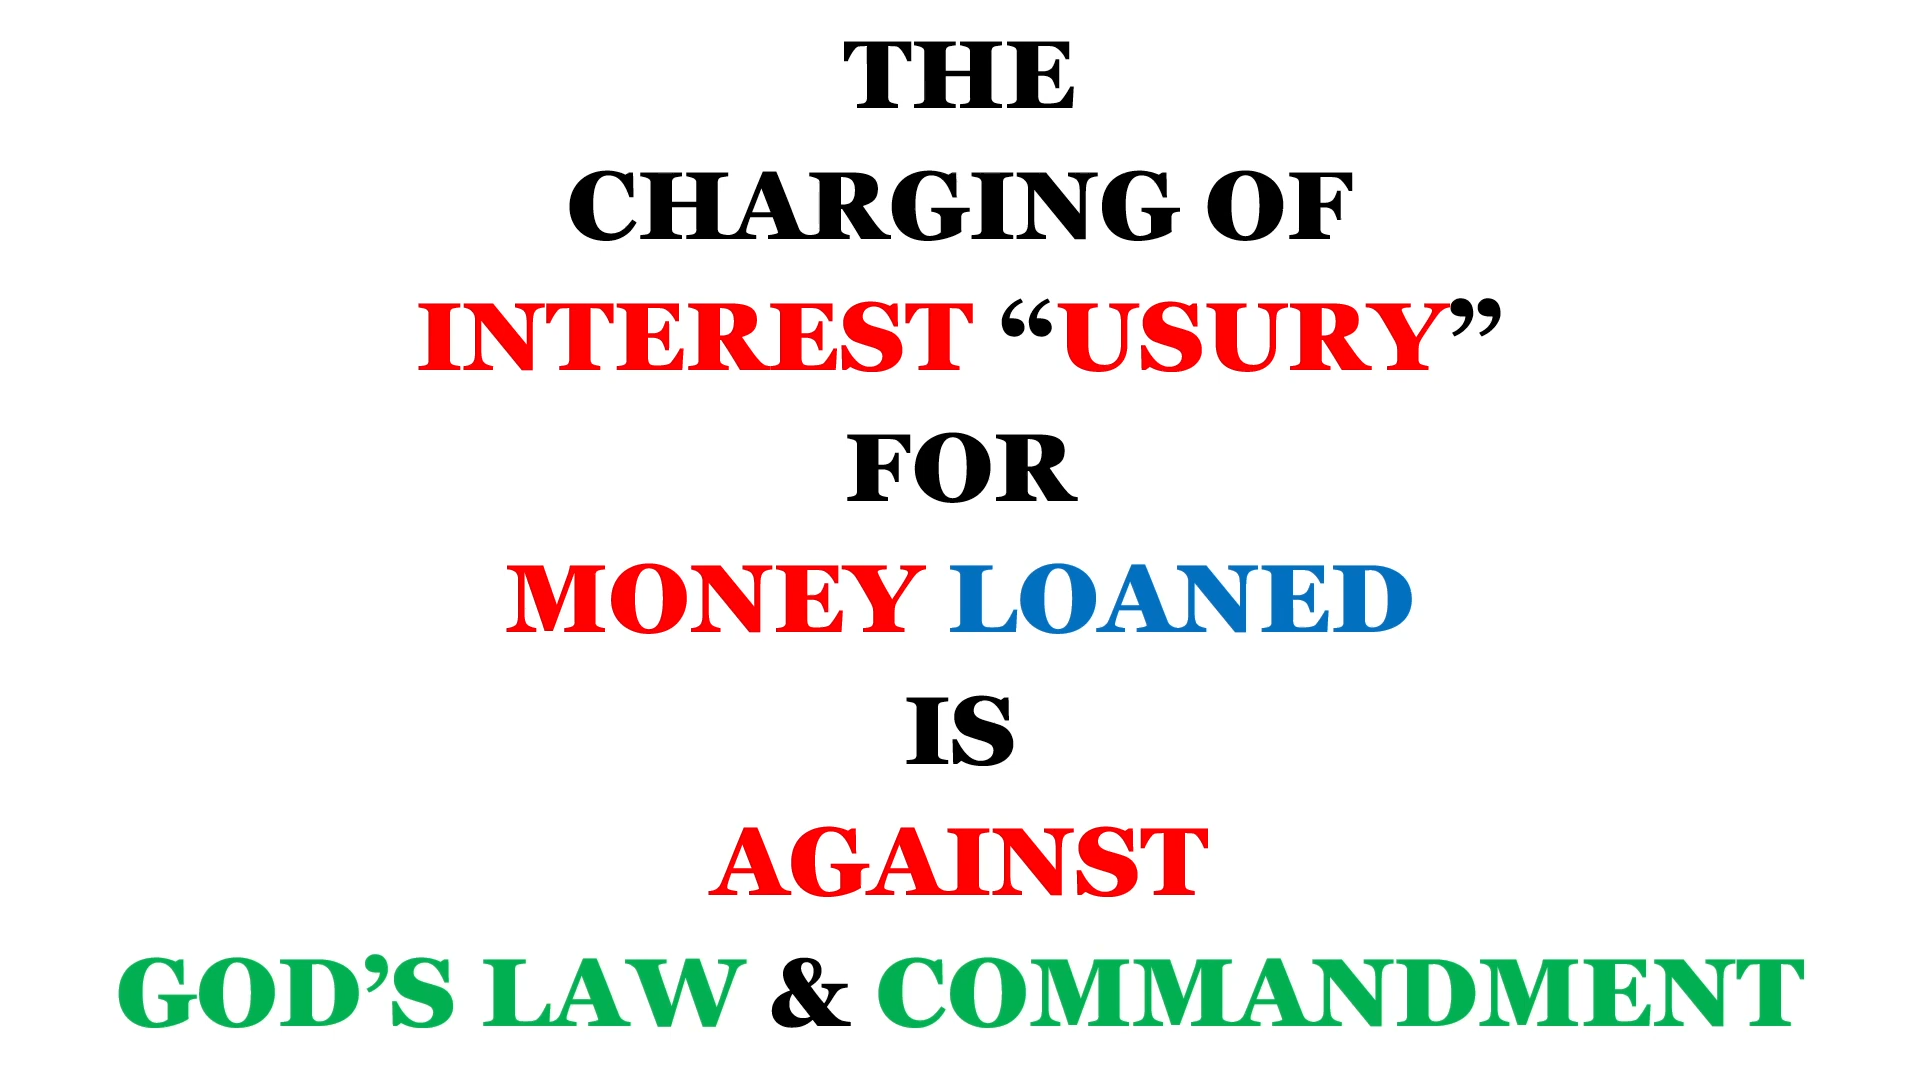 THE
CHARGING OF
INTEREST “USURY”
FOR
MONEY LOANED
IS
AGAINST
GOD’S LAW & COMMANDMENT